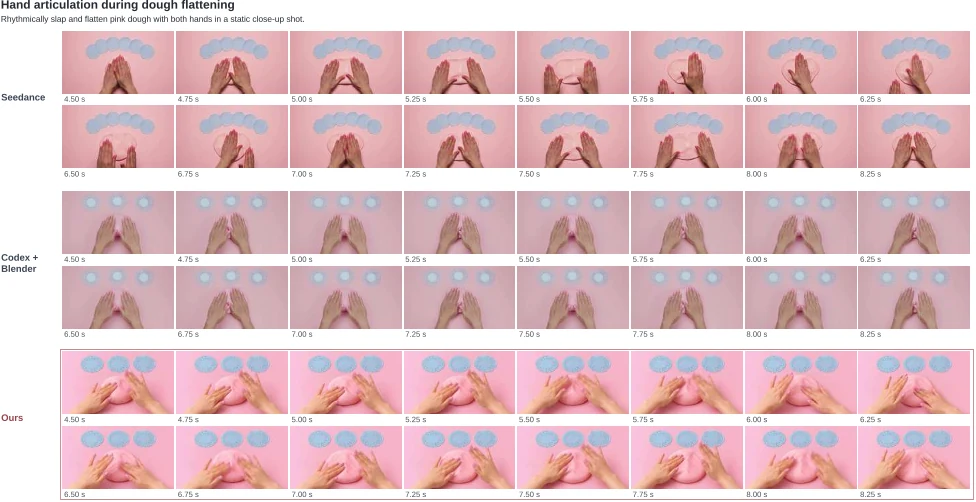 Hand articulation during dough flattening
Rhythmically slap and flatten pink dough with both hands in a static close-up shot.
Seedance
4.50 s 4.75 s 5.00 s 5.25 s 5.50 s 5.75 s 6.00 s 6.25 s
6.50 s 6.75 s 7.00 s 7.25 s 7.50 s 7.75 s 8.00 s 8.25 s
Codex +
Blender
4.50 s 4.75 s 5.00 s 5.25 s 5.50 s 5.75 s 6.00 s 6.25 s
6.50 s 6.75 s 7.00 s 7.25 s 7.50 s 7.75 s 8.00 s 8.25 s
Ours
4.50 s 4.75 s 5.00 s 5.25 s 5.50 s 5.75 s 6.00 s 6.25 s
6.50 s 6.75 s 7.00 s 7.25 s 7.50 s 7.75 s 8.00 s 8.25 s